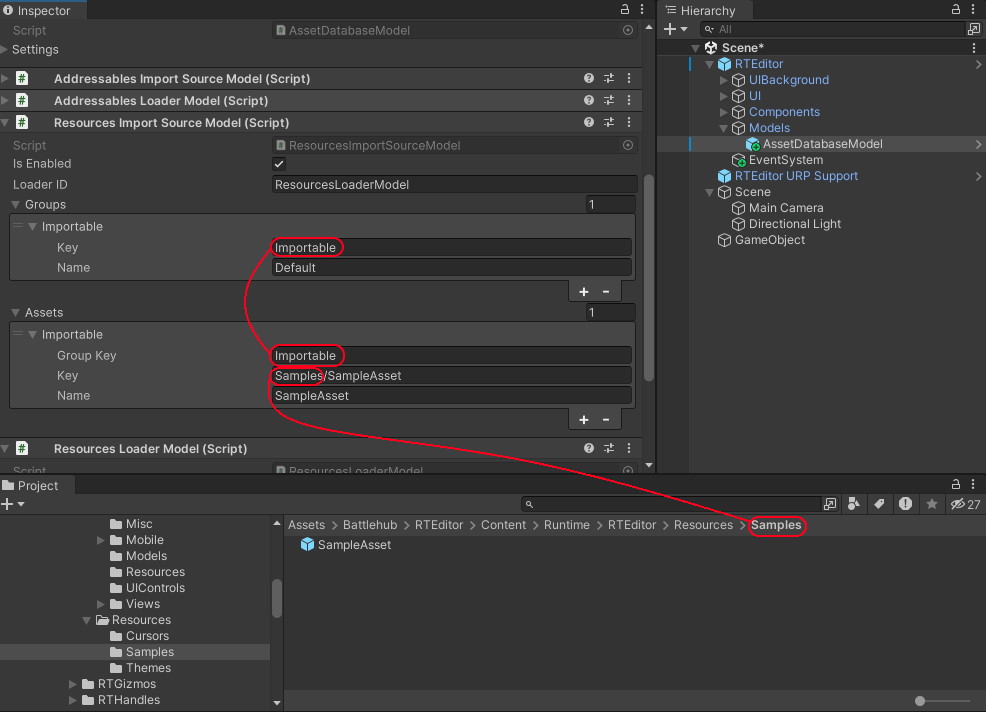 Inspector
Script AssetDatabaseModel
Settings
# Addressables Import Source Model (Script)
# Addressables Loader Model (Script)
# Resources Import Source Model (Script)
Script ResourcesImportSourceModel
Is Enabled
Loader ID ResourcesLoaderModel
Groups 1
Importable
Key Importable
Name Default
+ -
Assets 1
Importable
Group Key Importable
Key Samples/SampleAsset
Name SampleAsset
+ -
# Resources Loader Model (Script)
Script ResourcesLoaderModel
Hierarchy
+ All
Scene*
RTEditor
UIBackground
UI
Components
Models
AssetDatabaseModel
EventSystem
RTEditor URP Support
Scene
Main Camera
Directional Light
GameObject
Project
+ 27
Misc
Mobile
Models
Resources
UIControls
Views
Resources
Cursors
Samples
Themes
RTGizmos
RTHandles
Assets > Battlehub > RTEditor > Content > Runtime > RTEditor > Resources > Samples
SampleAsset